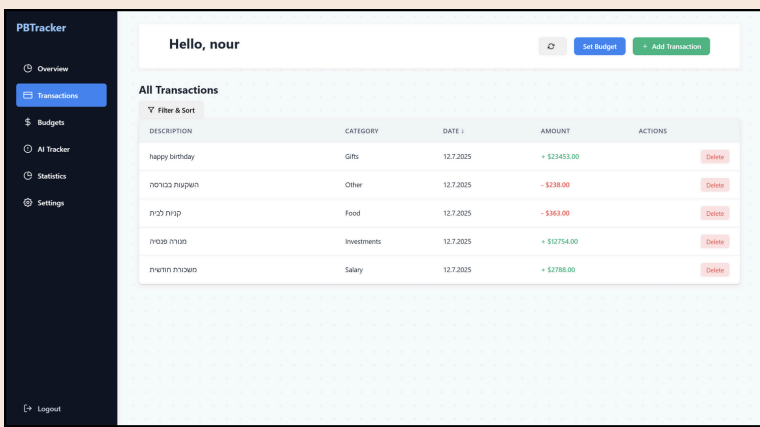 PBTracker
Overview
Transactions
$ Budgets
AI Tracker
Statistics
Settings
Logout
Hello, nour
Set Budget
+ Add Transaction
All Transactions
Filter & Sort
DESCRIPTION CATEGORY DATE ↓ AMOUNT ACTIONS
happy birthday Gifts 12.7.2025 + $23453.00 Delete
השקעות בבורסה Other 12.7.2025 - $238.00 Delete
קניות לבית Food 12.7.2025 - $363.00 Delete
מנורה פנסיה Investments 12.7.2025 + $12754.00 Delete
משכורת חודשית Salary 12.7.2025 + $2788.00 Delete